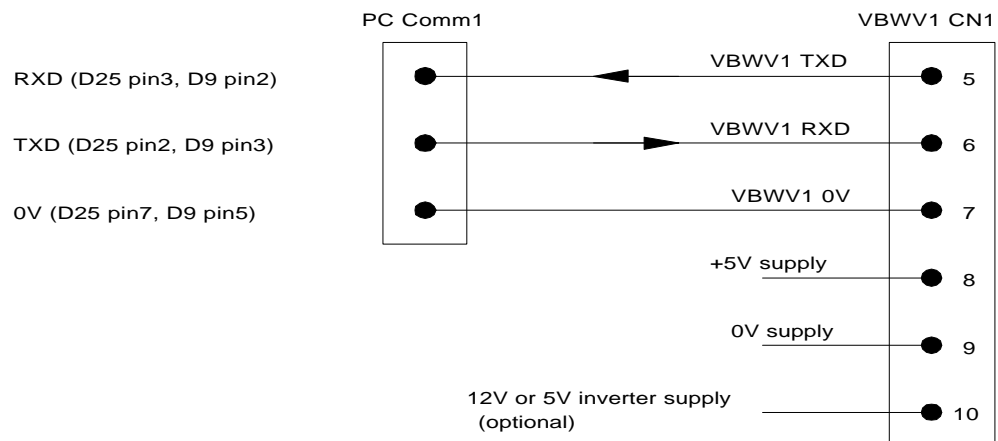 PC Comm1
VBWV1 CN1
RXD (D25 pin3, D9 pin2)
VBWV1 TXD
5
TXD (D25 pin2, D9 pin3)
VBWV1 RXD
6
0V (D25 pin7, D9 pin5)
VBWV1 0V
7
+5V supply
8
0V supply
9
12V or 5V inverter supply
(optional)
10